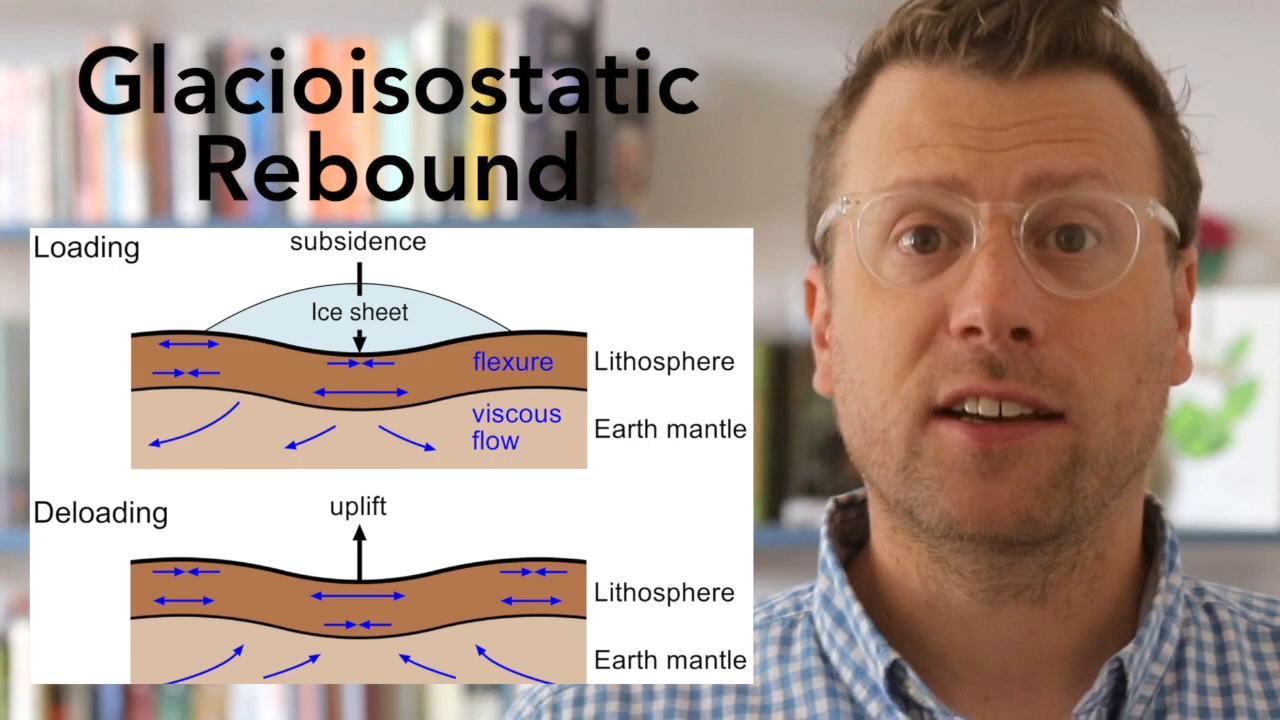 Glacioisostatic
Rebound
Loading
subsidence
Ice sheet
flexure
Lithosphere
viscous
flow
Earth mantle
Deloading
uplift
Lithosphere
Earth mantle